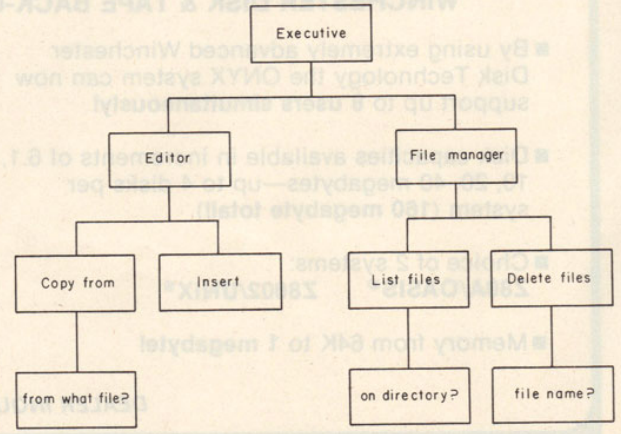 Executive
Editor
File manager
Copy from
Insert
List files
Delete files
from what file?
on directory?
file name?
WINCHESTER DISK & TAPE BACK-U
By using extremely advanced Winchester
Disk Technology the ONYX system can now
support up to 8 users simultaneously!
Disk capacities available in increments of 6.1
10, 20, 40 megabytes—up to 4 disks per
system (160 megabyte total!).
Choice of 2 systems:
Z80A/OASIS* Z8002/UNIX*
Memory from 64K to 1 megabyte!
DEALER INQU